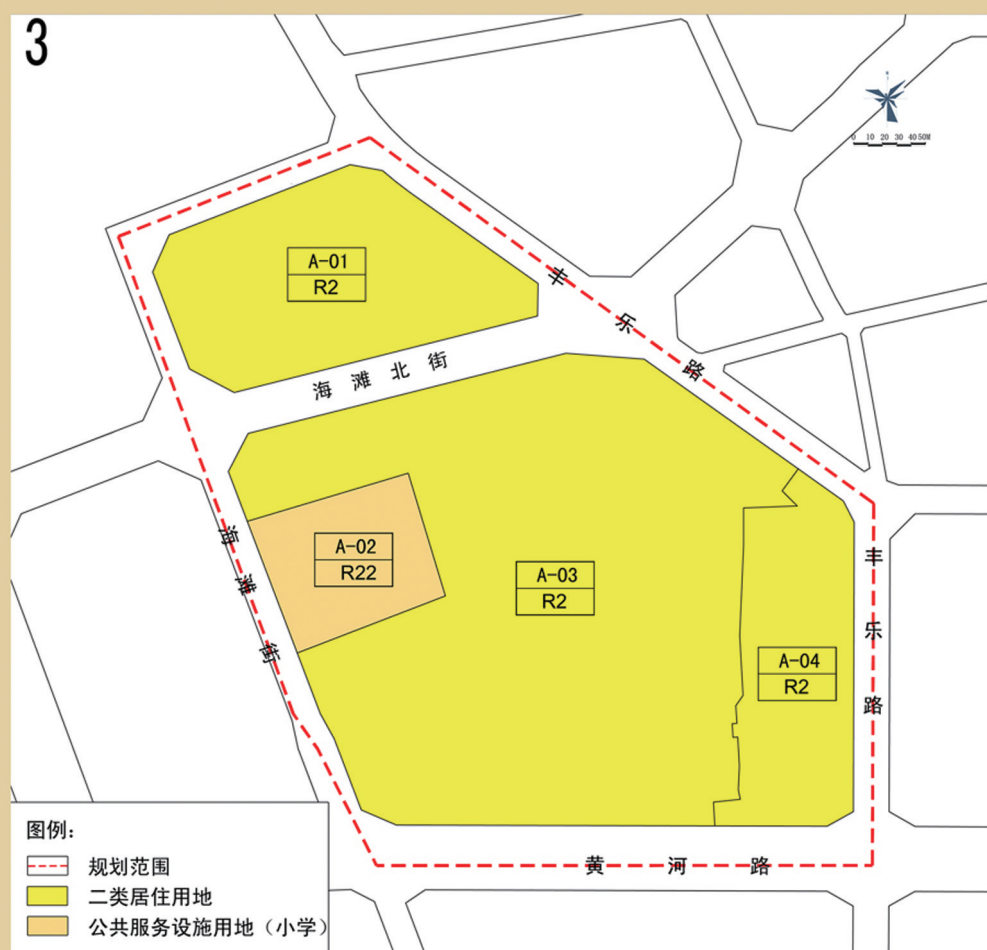 3
0 10 20 30 40 50M
A-01
R2
丰乐路
海滩北街
A-02
R22
海滩街
A-03
R2
丰乐路
A-04
R2
黄河路
图例:
规划范围
二类居住用地
公共服务设施用地（小学）